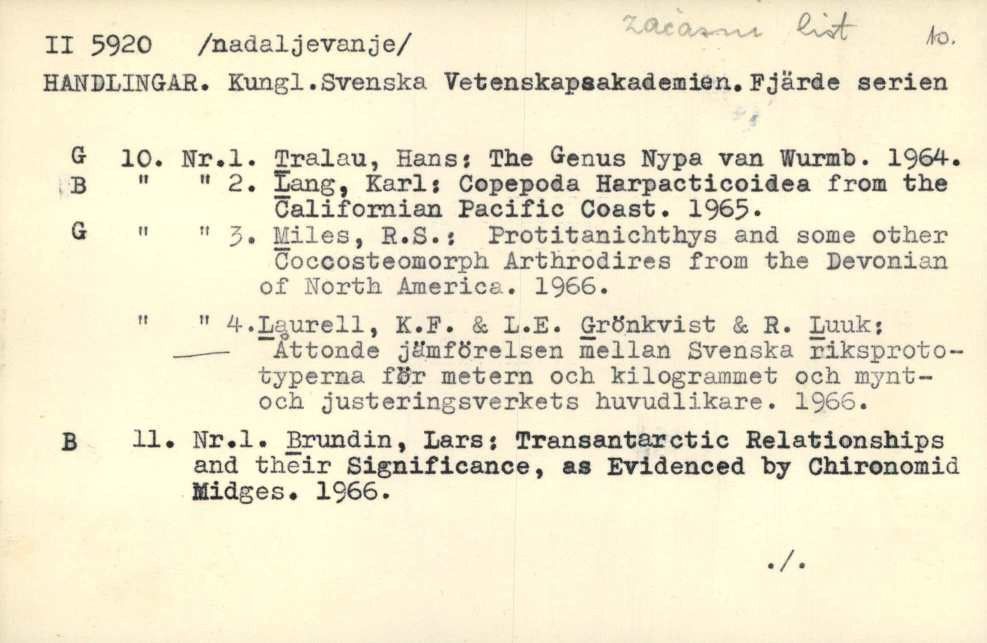 začasni list
10.
II 5920 /nadaljevanje/
HANDLINGAR. Kungl.Svenska Vetenskapsakademien.Fjärde serien
G 10. Nr.1. Tralau, Hans: The Genus Nypa van Wurmb. 1964.
B " " 2. Lang, Karl: Copepoda Harpacticoidea from the
Californian Pacific Coast. 1965.
G " " 3. Miles, R.S.: Protitanichthys and some other
Coccosteomorph Arthrodires from the Devonian
of North America. 1966.
" " 4.Laurell, K.F. & L.E. Grönkvist & R. Luuk:
Åttonde jämförelsen mellan Svenska riksproto-
typerna för metern och kilogrammet och mynt-
och justeringsverkets huvudlikare. 1966.
B 11. Nr.1. Brundin, Lars: Transantarctic Relationships
and their Significance, as Evidenced by Chironomid
Midges. 1966.
./.